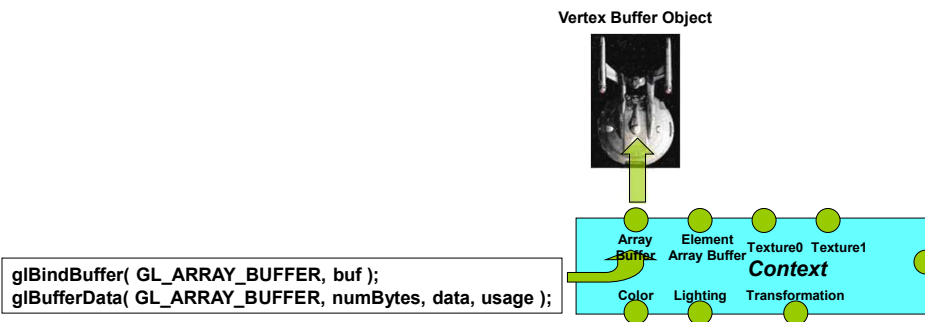 Vertex Buffer Object
Array Buffer
Element Array Buffer
Texture0
Texture1
Context
glBindBuffer( GL_ARRAY_BUFFER, buf );
glBufferData( GL_ARRAY_BUFFER, numBytes, data, usage );
Color
Lighting
Transformation